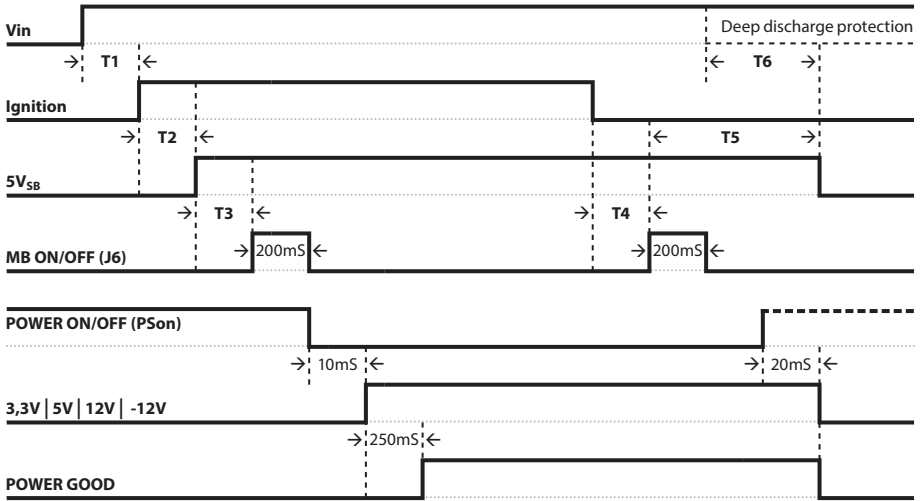 Vin
Deep discharge protection
T1
T6
Ignition
T2
T5
5VSB
T3
T4
MB ON/OFF (J6)
200mS
200mS
POWER ON/OFF (PSon)
10mS
20mS
3,3V | 5V | 12V | -12V
250mS
POWER GOOD